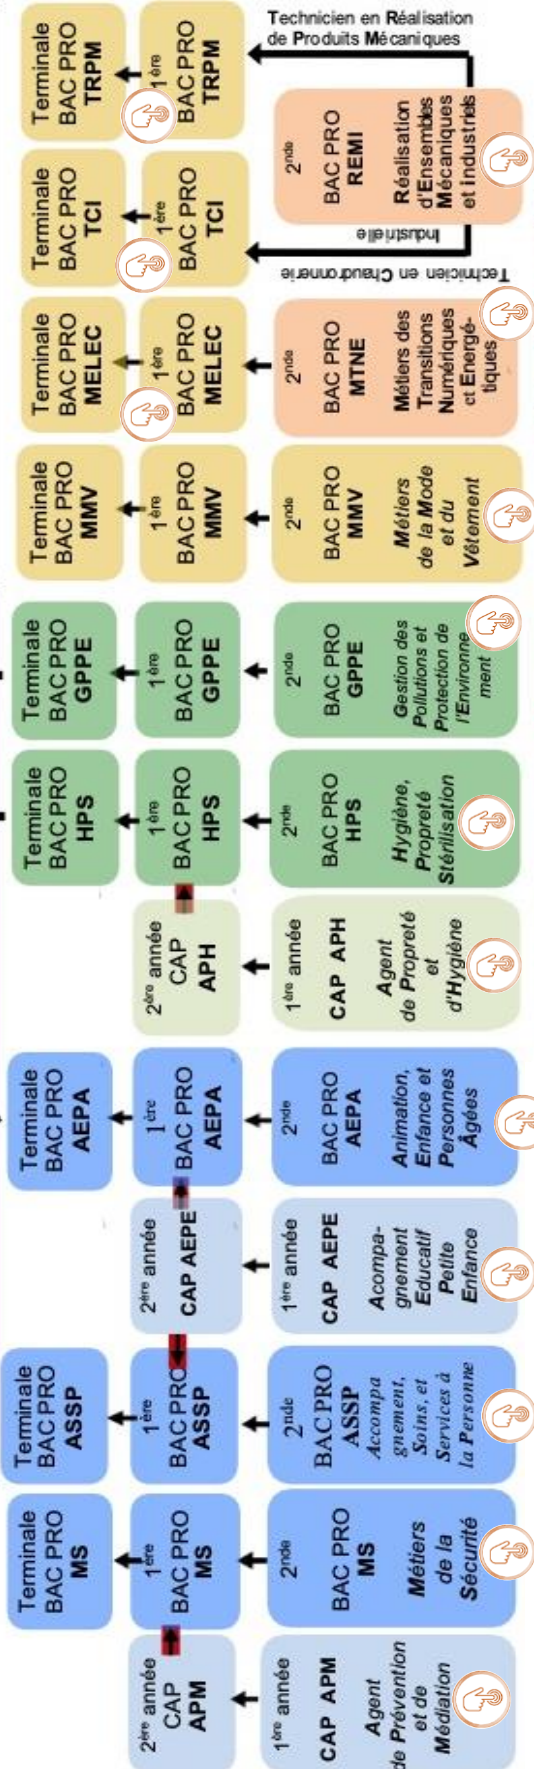 Technicien en Réalisation
de Produits Mécaniques
Terminale
BAC PRO
TRPM
1ère
BAC PRO
TRPM
Terminale
BAC PRO
TCI
1ère
BAC PRO
TCI
2nde
BAC PRO
REMI
Réalisation
d'Ensembles
Mécaniques
et industriels
Technicien en Chaudronnerie
Industrielle
Terminale
BAC PRO
MELEC
1ère
BAC PRO
MELEC
2nde
BAC PRO
MTNE
Métiers des
Transitions
Numériques
et Energé-
tiques
Terminale
BAC PRO
MMV
1ère
BAC PRO
MMV
2nde
BAC PRO
MMV
Métiers
de la Mode
et du
Vêtement
Terminale
BAC PRO
GPPE
1ère
BAC PRO
GPPE
2nde
BAC PRO
GPPE
Gestion des
Pollutions et
Protection de
l'Environne
ment
Terminale
BAC PRO
HPS
1ère
BAC PRO
HPS
2nde
BAC PRO
HPS
Hygiène,
Propreté
Stérilisation
2ère année
CAP
APH
1ère année
CAP APH
Agent
de Propreté
et
d'Hygiène
Terminale
BAC PRO
AEPA
1ère
BAC PRO
AEPA
2nde
BAC PRO
AEPA
Animation,
Enfance et
Personnes
Âgées
2ère année
CAP AEPE
1ère année
CAP AEPE
Acompa-
gnement
Educatif
Petite
Enfance
Terminale
BAC PRO
ASSP
1ère
BAC PRO
ASSP
2nde
BAC PRO
ASSP
Accompa
gnement,
Soins, et
Services à
la Personne
Terminale
BAC PRO
MS
1ère
BAC PRO
MS
2nde
BAC PRO
MS
Métiers
de la
Sécurité
2ère année
CAP
APM
1ère année
CAP APM
Agent
de Prévention
et de
Médiation